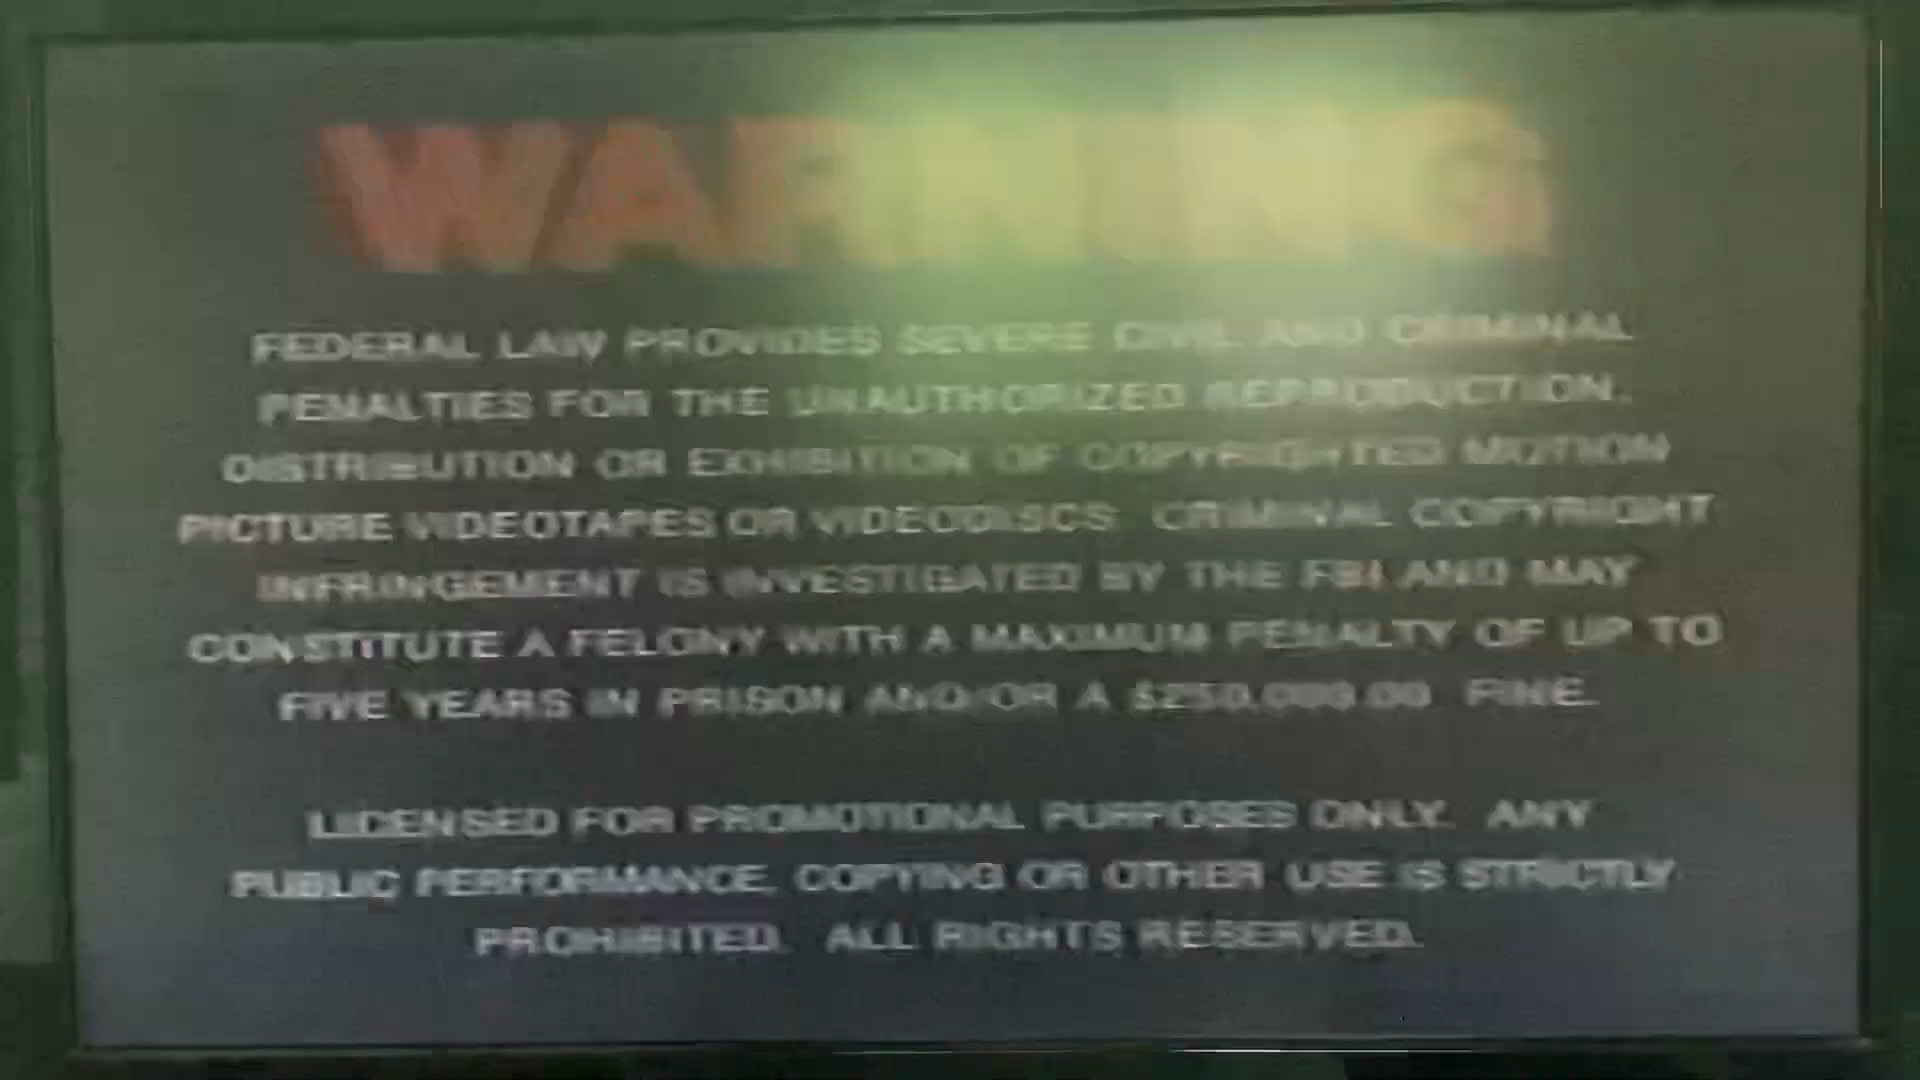 WARNING
FEDERAL LAW PROVIDES SEVERE CIVIL AND CRIMINAL
PENALTIES FOR THE UNAUTHORIZED REPRODUCTION,
DISTRIBUTION OR EXHIBITION OF COPYRIGHTED MOTION
PICTURE VIDEOTAPES OR VIDEODISCS. CRIMINAL COPYRIGHT
INFRINGEMENT IS INVESTIGATED BY THE FBI AND MAY
CONSTITUTE A FELONY WITH A MAXIMUM PENALTY OF UP TO
FIVE YEARS IN PRISON AND/OR A $250,000.00 FINE.
LICENSED FOR PROMOTIONAL PURPOSES ONLY. ANY
PUBLIC PERFORMANCE, COPYING OR OTHER USE IS STRICTLY
PROHIBITED. ALL RIGHTS RESERVED.